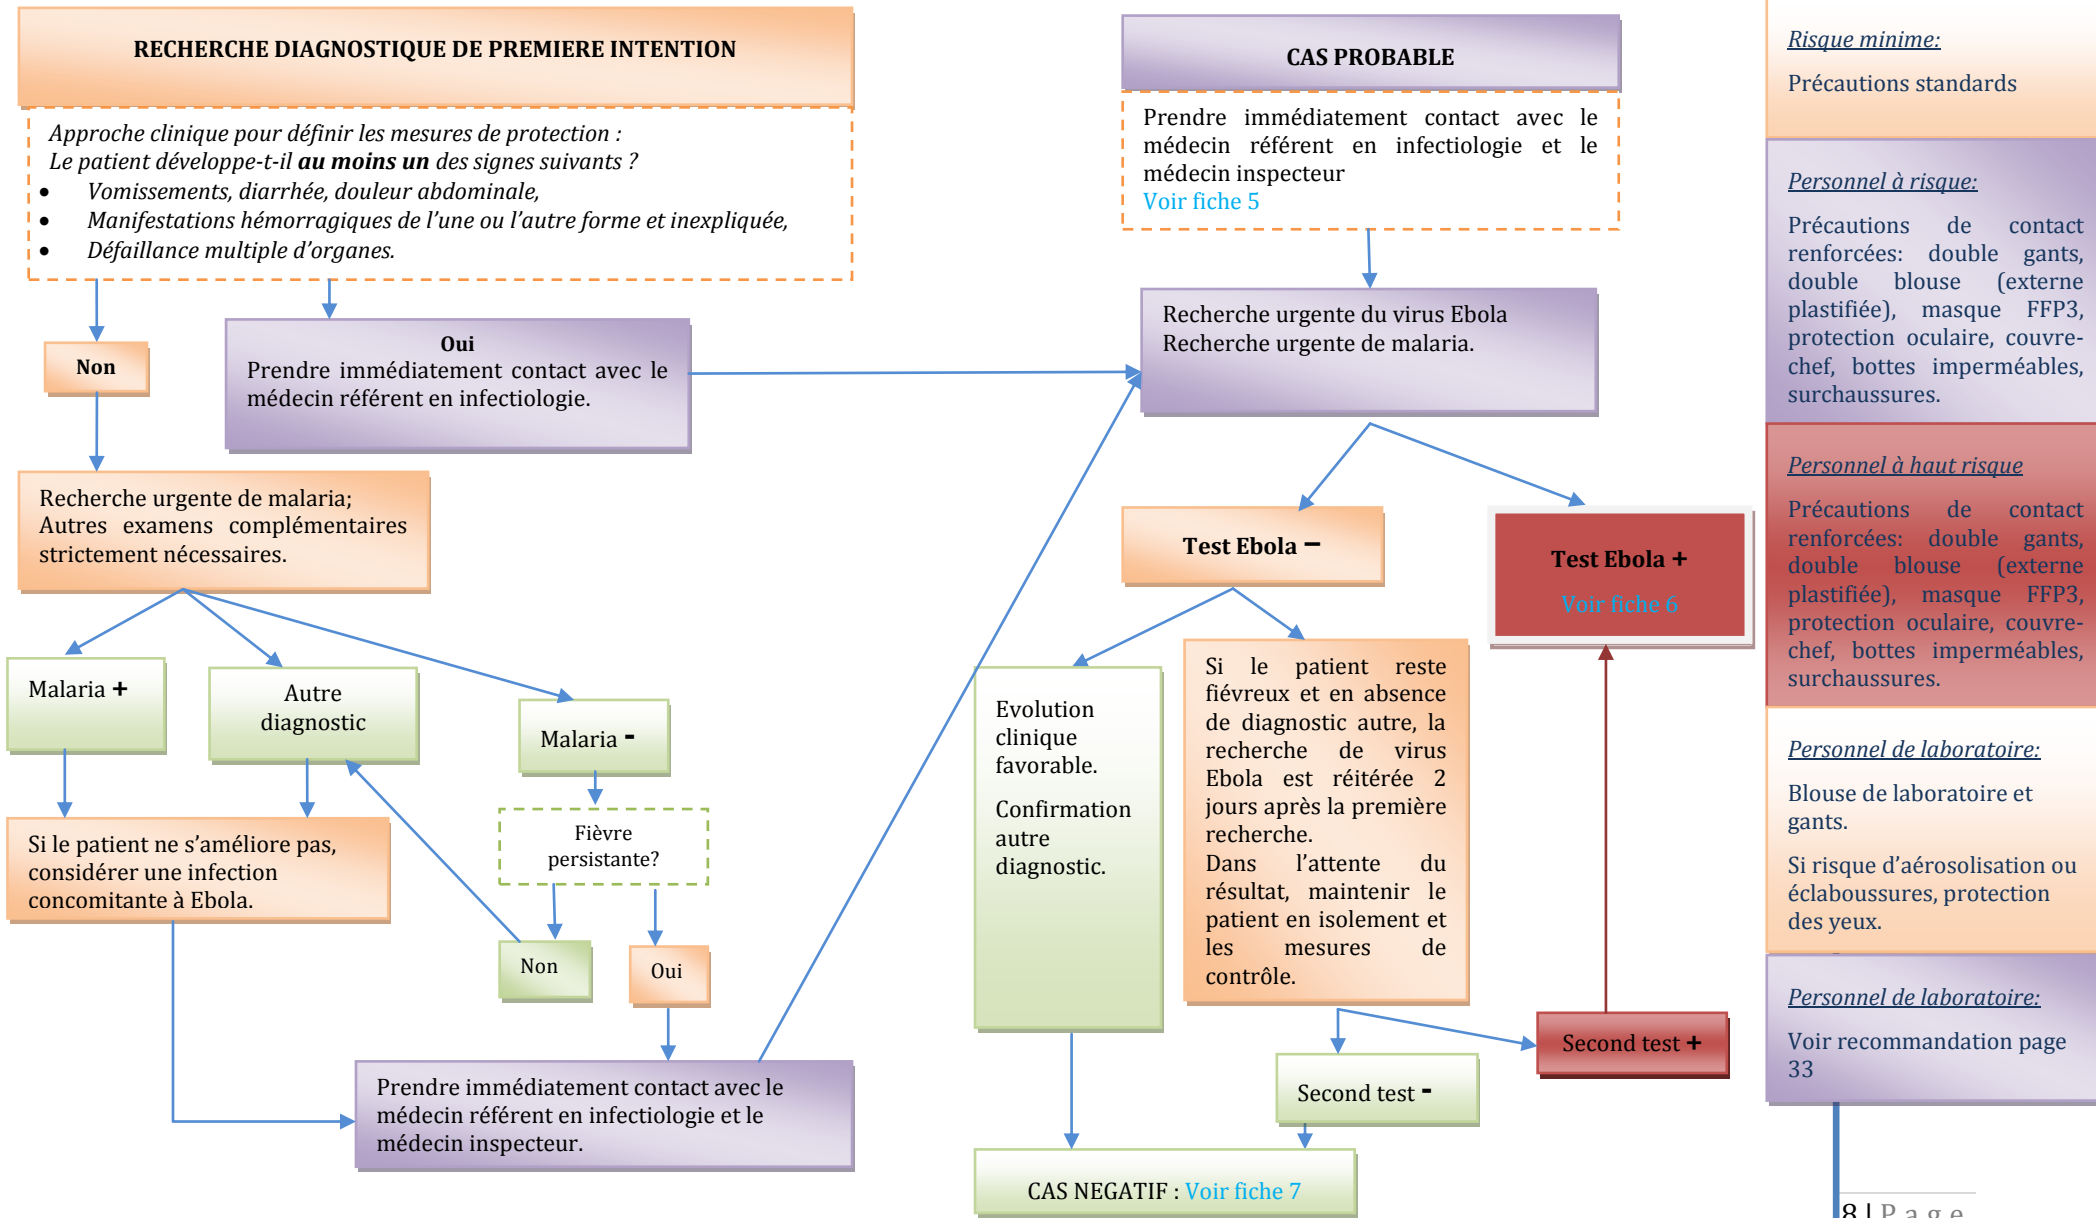 RECHERCHE DIAGNOSTIQUE DE PREMIERE INTENTION
Approche clinique pour définir les mesures de protection :
Le patient développe-t-il au moins un des signes suivants ?
• Vomissements, diarrhée, douleur abdominale,
• Manifestations hémorragiques de l'une ou l'autre forme et inexpliquée,
• Défaillance multiple d'organes.
Non
Oui
Prendre immédiatement contact avec le
médecin référent en infectiologie.
Recherche urgente de malaria;
Autres examens complémentaires
strictement nécessaires.
Malaria +
Autre
diagnostic
Malaria -
Fièvre
persistante?
Si le patient ne s'améliore pas,
considérer une infection
concomitante à Ebola.
Non
Oui
Prendre immédiatement contact avec le
médecin référent en infectiologie et le
médecin inspecteur.
CAS PROBABLE
Prendre immédiatement contact avec le
médecin référent en infectiologie et le
médecin inspecteur
Voir fiche 5
Recherche urgente du virus Ebola
Recherche urgente de malaria.
Test Ebola –
Test Ebola +
Voir fiche 6
Evolution
clinique
favorable.
Confirmation
autre
diagnostic.
Si le patient reste
fiévreux et en absence
de diagnostic autre, la
recherche de virus
Ebola est réitérée 2
jours après la première
recherche.
Dans l'attente du
résultat, maintenir le
patient en isolement et
les mesures de
contrôle.
Second test +
Second test -
CAS NEGATIF : Voir fiche 7
Risque minime:
Précautions standards
Personnel à risque:
Précautions de contact
renforcées: double gants,
double blouse (externe
plastifiée), masque FFP3,
protection oculaire, couvre-
chef, bottes imperméables,
surchaussures.
Personnel à haut risque
Précautions de contact
renforcées: double gants,
double blouse (externe
plastifiée), masque FFP3,
protection oculaire, couvre-
chef, bottes imperméables,
surchaussures.
Personnel de laboratoire:
Blouse de laboratoire et
gants.
Si risque d'aérosolisation ou
éclaboussures, protection
des yeux.
Personnel de laboratoire:
Voir recommandation page
33
8 | P a g e